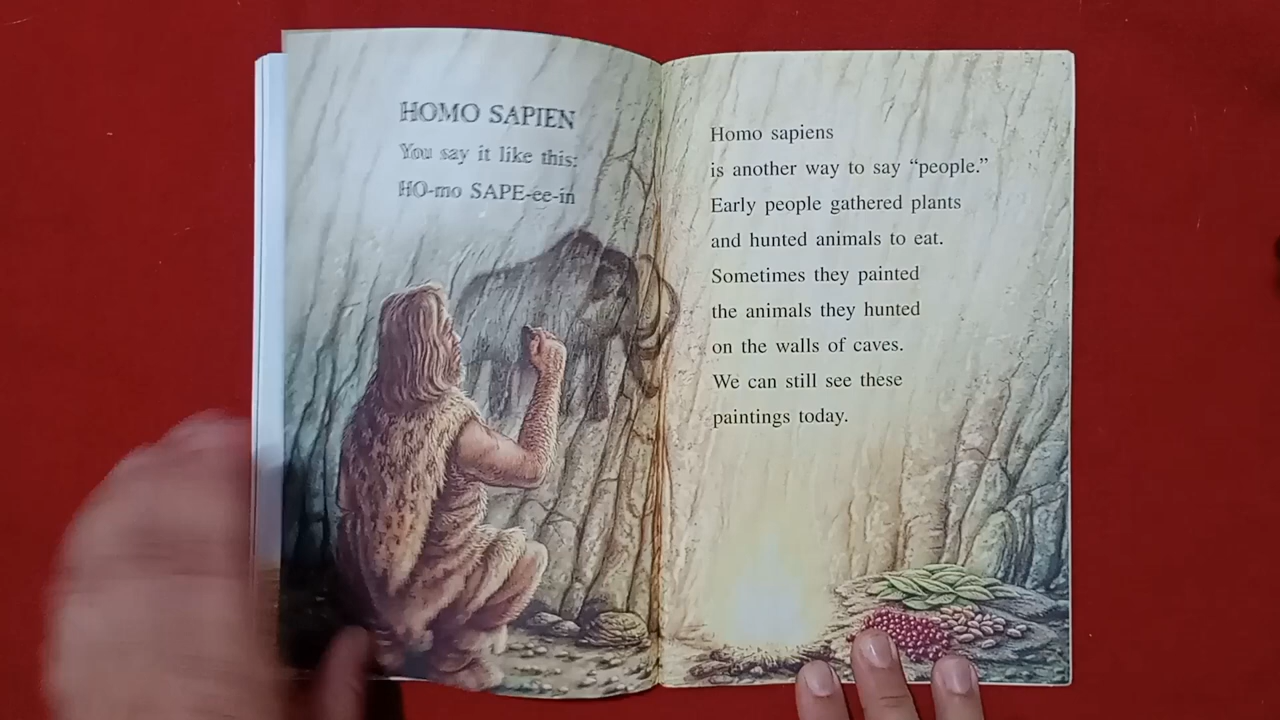 HOMO SAPIEN
You say it like this:
HO-mo SAPE-ee-in
Homo sapiens
is another way to say “people.”
Early people gathered plants
and hunted animals to eat.
Sometimes they painted
the animals they hunted
on the walls of caves.
We can still see these
paintings today.